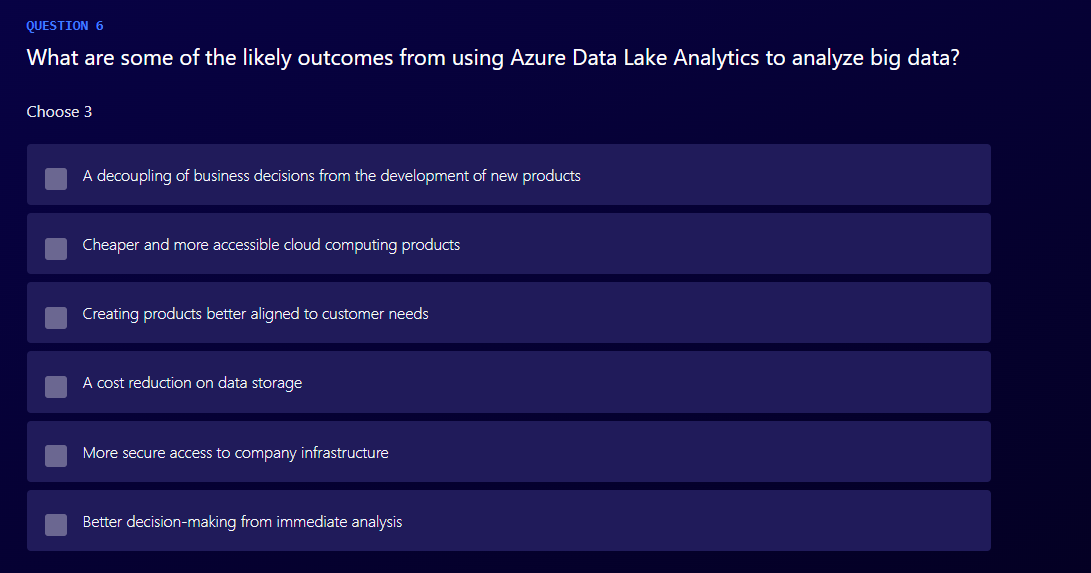 QUESTION 6
What are some of the likely outcomes from using Azure Data Lake Analytics to analyze big data?
Choose 3
A decoupling of business decisions from the development of new products
Cheaper and more accessible cloud computing products
Creating products better aligned to customer needs
A cost reduction on data storage
More secure access to company infrastructure
Better decision-making from immediate analysis